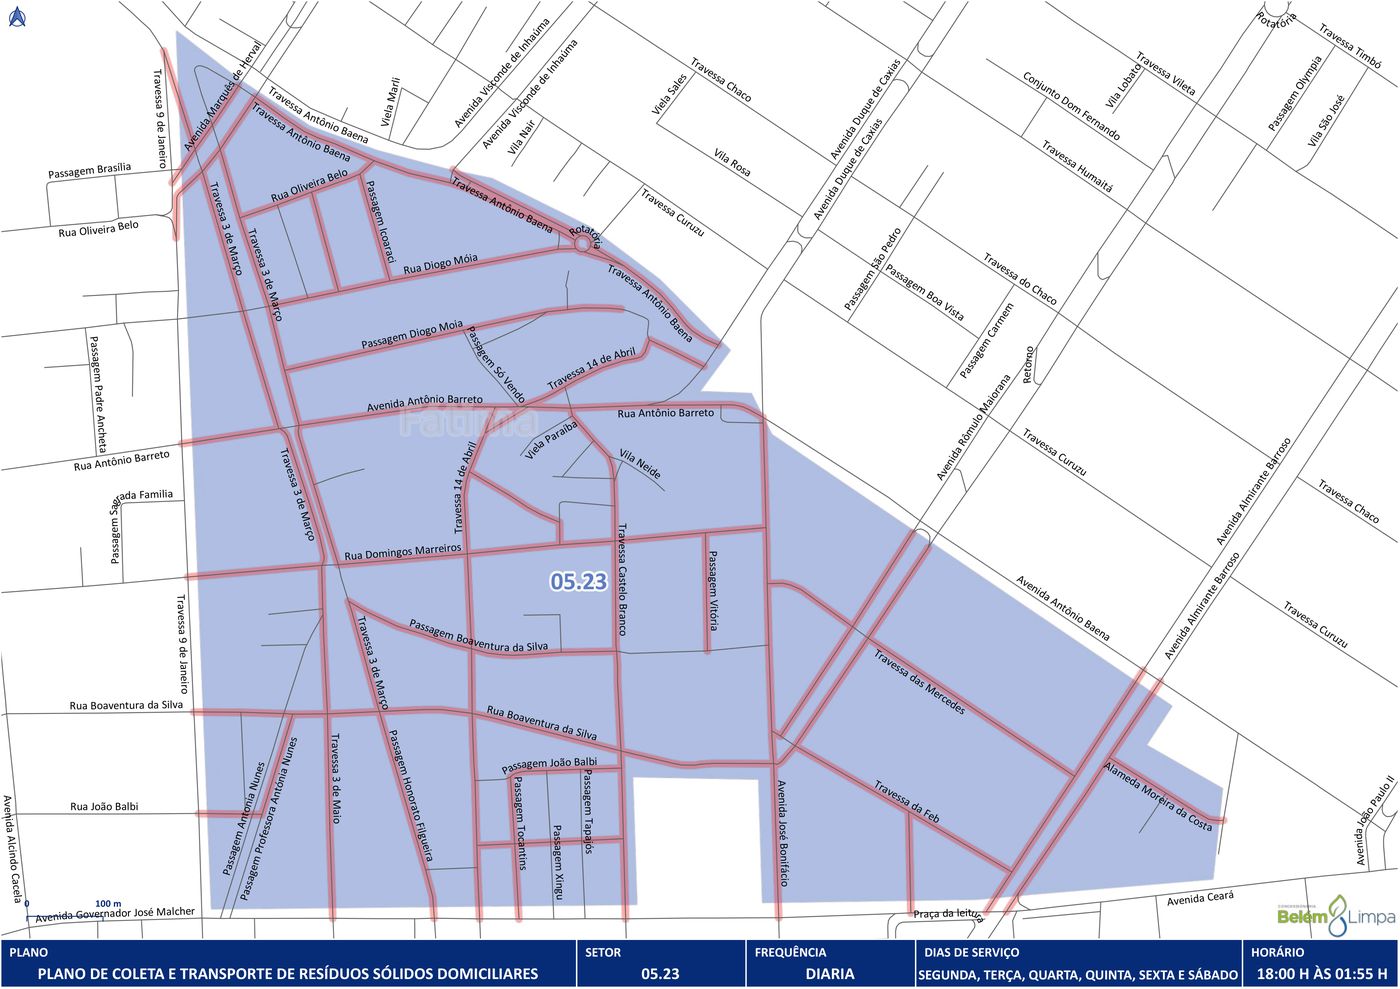 Rotatória
Travessa Timbó
Travessa Vileta
Passagem Olympia
Vila São José
Vila Lobato
Conjunto Dom Fernando
Travessa Humaitá
Travessa Chaco
Viela Sales
Vila Rosa
Avenida Duque de Caxias
Avenida Duque de Caxias
Avenida Visconde de Inhaúma
Avenida Visconde de Inhaúma
Vila Nair
Viela Marli
Avenida Marquês de Herval
Travessa 9 de Janeiro
Travessa Antônio Baena
Travessa Antônio Baena
Passagem Brasília
Rua Oliveira Belo
Rua Oliveira Belo
Passagem Icoaraci
Travessa 3 de Março
Travessa 3 de Março
Travessa Antônio Baena
Rotatória
Travessa Curuzu
Rua Diogo Móia
Travessa Antônio Baena
Passagem São Pedro
Passagem Boa Vista
Travessa do Chaco
Passagem Carmem
Retorno
Passagem Diogo Moia
Passagem Só Vendo
Travessa 14 de Abril
Passagem Padre Ancheta
Avenida Antônio Barreto
Fátima
Rua Antônio Barreto
Avenida Rômulo Maiorana
Travessa Curuzu
Avenida Almirante Barroso
Travessa Chaco
Rua Antônio Barreto
Viela Paraíba
Vila Neide
Travessa 14 de Abril
Travessa 3 de Março
Passagem Sagrada Familia
Rua Domingos Marreiros
Travessa Castelo Branco
Passagem Vitória
05.23
Avenida Antônio Baena
Avenida Almirante Barroso
Travessa Curuzu
Travessa 9 de Janeiro
Travessa 3 de Março
Passagem Boaventura da Silva
Travessa das Mercedes
Rua Boaventura da Silva
Rua Boaventura da Silva
Passagem João Balbi
Passagem Antonia Nunes
Passagem Professora Antónia Nunes
Travessa 3 de Maio
Passagem Honorato Filgueira
Passagem Tocantins
Passagem Xingu
Passagem Tapajós
Avenida José Bonifácio
Travessa da Feb
Alameda Moreira da Costa
Avenida João Paulo II
Rua João Balbi
Avenida Alcindo Cacela
0 100 m
Avenida Governador José Malcher
Praça da leitura
Avenida Ceará
CONCESSIONÁRIA
Belém Limpa
PLANO
PLANO DE COLETA E TRANSPORTE DE RESÍDUOS SÓLIDOS DOMICILIARES
SETOR
05.23
FREQUÊNCIA
DIARIA
DIAS DE SERVIÇO
SEGUNDA, TERÇA, QUARTA, QUINTA, SEXTA E SÁBADO
HORÁRIO
18:00 H ÀS 01:55 H